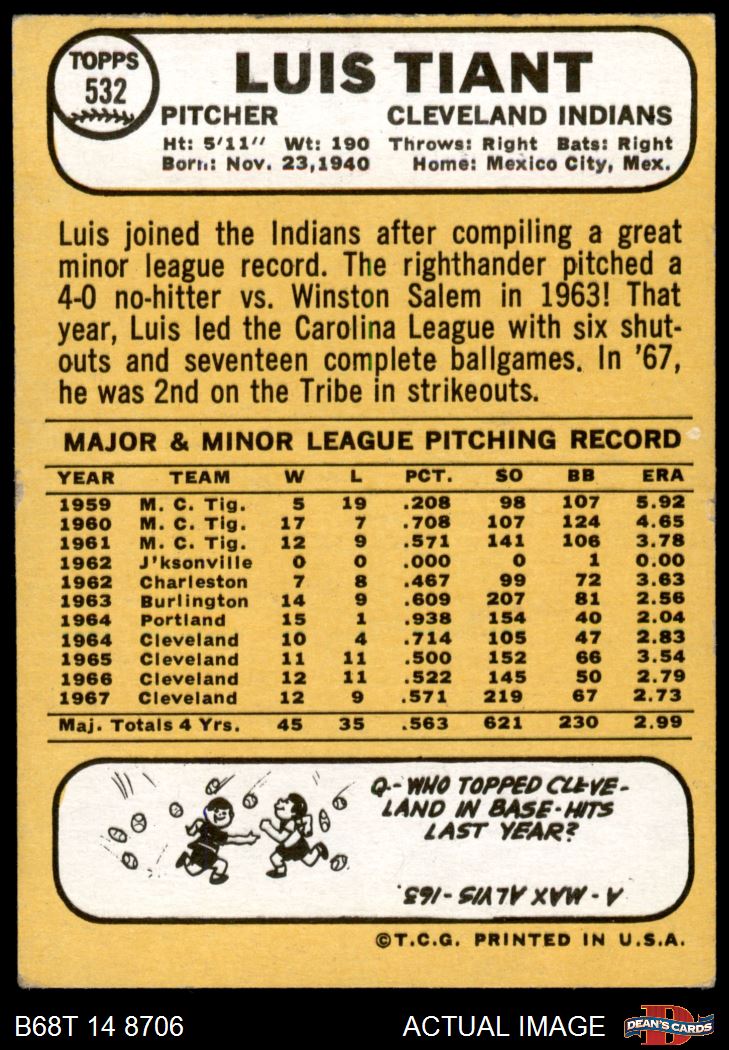 TOPPS
532
LUIS TIANT
PITCHER CLEVELAND INDIANS
Ht: 5'11" Wt: 190 Throws: Right Bats: Right
Born: Nov. 23,1940 Home: Mexico City, Mex.
Luis joined the Indians after compiling a great
minor league record. The righthander pitched a
4-0 no-hitter vs. Winston Salem in 1963! That
year, Luis led the Carolina League with six shut-
outs and seventeen complete ballgames. In '67,
he was 2nd on the Tribe in strikeouts.
MAJOR & MINOR LEAGUE PITCHING RECORD
YEAR TEAM W L PCT. SO BB ERA
1959 M. C. Tig. 5 19 .208 98 107 5.92
1960 M. C. Tig. 17 7 .708 107 124 4.65
1961 M. C. Tig. 12 9 .571 141 106 3.78
1962 J'ksonville 0 0 .000 0 1 0.00
1962 Charleston 7 8 .467 99 72 3.63
1963 Burlington 14 9 .609 207 81 2.56
1964 Portland 15 1 .938 154 40 2.04
1964 Cleveland 10 4 .714 105 47 2.83
1965 Cleveland 11 11 .500 152 66 3.54
1966 Cleveland 12 11 .522 145 50 2.79
1967 Cleveland 12 9 .571 219 67 2.73
Maj. Totals 4 Yrs. 45 35 .563 621 230 2.99
Q-- WHO TOPPED CLEVE-
LAND IN BASE-HITS
LAST YEAR?
A - MAX ALVIS - 163.
©T.C.G. PRINTED IN U.S.A.
B68T 14 8706 ACTUAL IMAGE DEAN'S CARDS